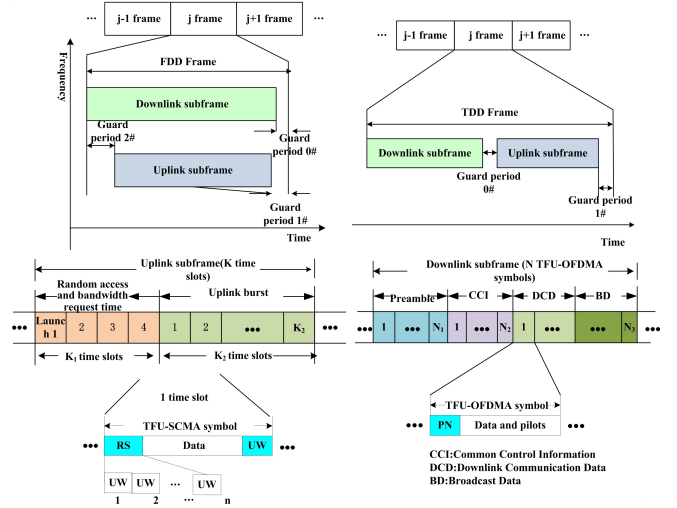 ••• j-1 frame j frame j+1 frame •••
Frequency
FDD Frame
Downlink subframe
Guard period 2#
Guard period 0#
Uplink subframe
Guard period 1#
Time
••• j-1 frame j frame j+1 frame •••
TDD Frame
Downlink subframe
Uplink subframe
Guard period 0#
Guard period 1#
Time
Uplink subframe(K time slots)
Random access and bandwidth request time
Uplink burst
••• Launch 1 2 3 4 1 2 ••• K2 •••
K1 time slots
K2 time slots
1 time slot
TFU-SCMA symbol
••• RS Data UW •••
UW UW ••• UW
1 2 ••• n
Downlink subframe (N TFU-OFDMA symbols)
Preamble CCI DCD BD
••• 1 ••• N1 1 ••• N2 1 ••• ••• N3 •••
TFU-OFDMA symbol
••• PN Data and pilots •••
CCI:Common Control Information
DCD:Downlink Communication Data
BD:Broadcast Data